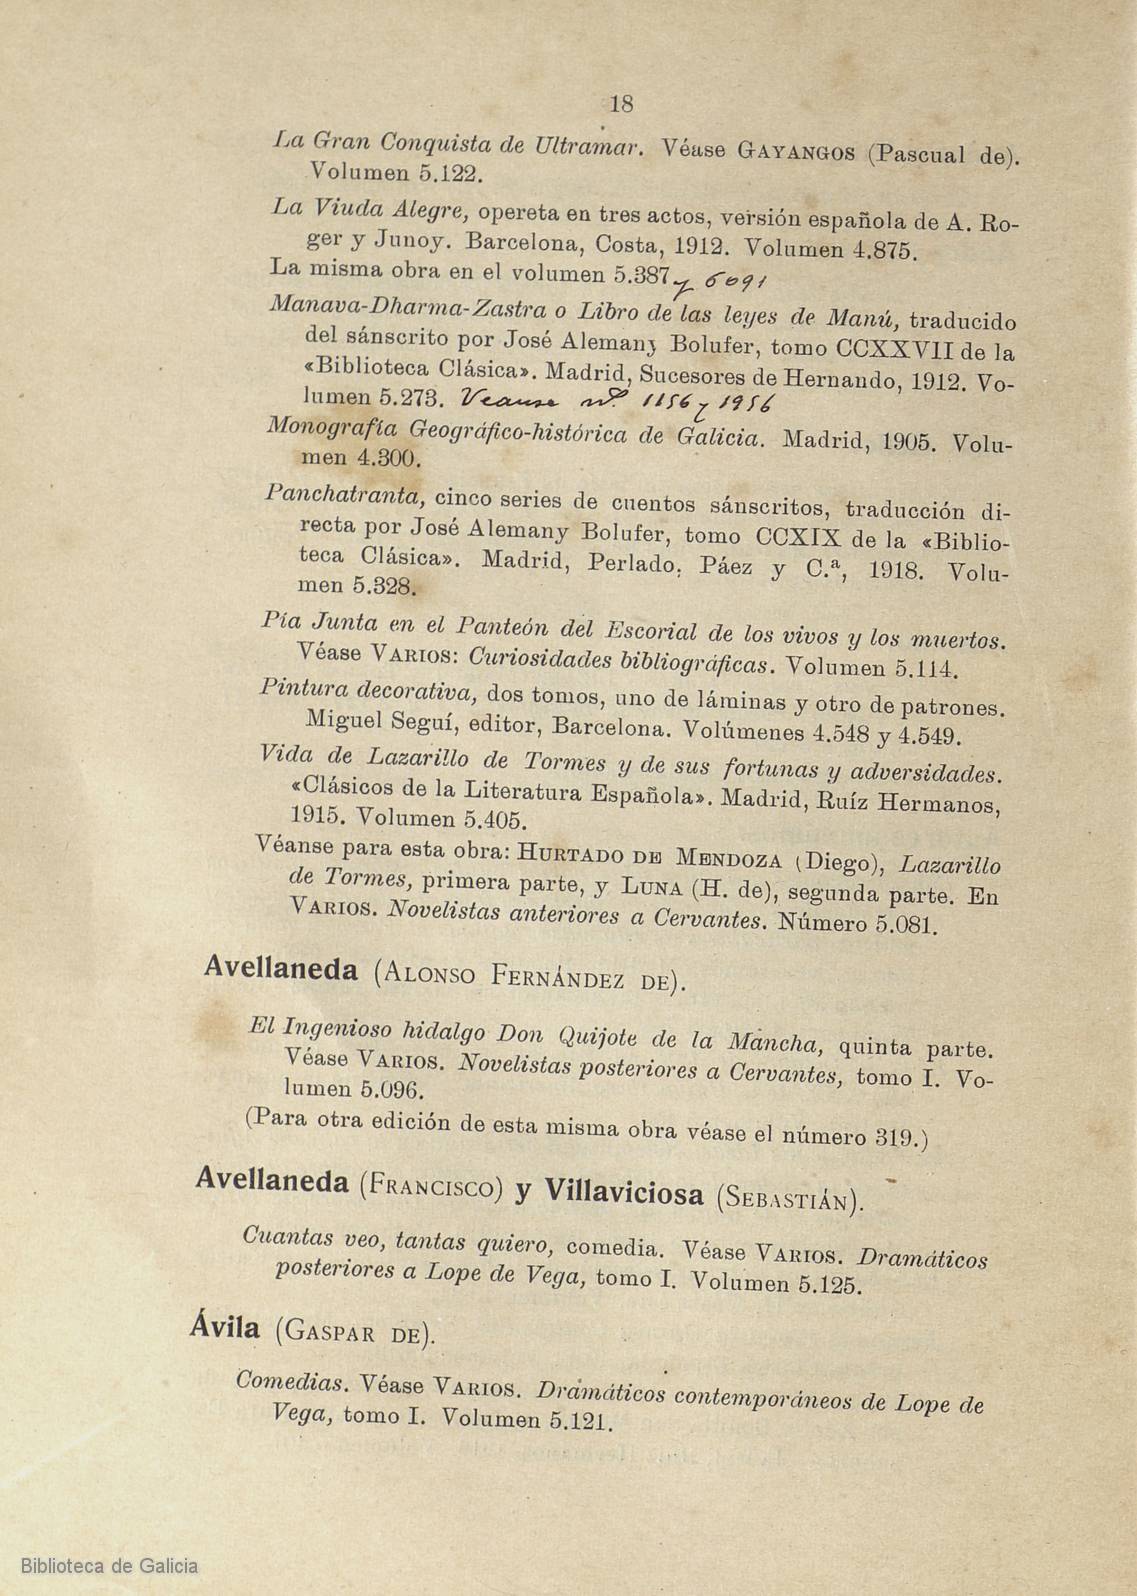 18
La Gran Conquista de Ultramar. Véase GAYANGOS (Pascual de).
Volumen 5.122.
La Viuda Alegre, opereta en tres actos, versión española de A. Ro-
ger y Junoy. Barcelona, Costa, 1912. Volumen 4.875.
La misma obra en el volumen 5.387 y 6091
Manava-Dharma-Zastra o Libro de las leyes de Manú, traducido
del sánscrito por José Alemany Bolufer, tomo CCXXVII de la
«Biblioteca Clásica». Madrid, Sucesores de Hernando, 1912. Vo-
lumen 5.273. Veanse nº. 1156 y 1956
Monografía Geográfico-histórica de Galicia. Madrid, 1905. Volu-
men 4.300.
Panchatranta, cinco series de cuentos sánscritos, traducción di-
recta por José Alemany Bolufer, tomo CCXIX de la «Biblio-
teca Clásica». Madrid, Perlado, Páez y C.ª, 1918. Volu-
men 5.328.
Pía Junta en el Panteón del Escorial de los vivos y los muertos.
Véase VARIOS: Curiosidades bibliográficas. Volumen 5.114.
Pintura decorativa, dos tomos, uno de láminas y otro de patrones.
Miguel Seguí, editor, Barcelona. Volúmenes 4.548 y 4.549.
Vida de Lazarillo de Tormes y de sus fortunas y adversidades.
«Clásicos de la Literatura Española». Madrid, Ruíz Hermanos,
1915. Volumen 5.405.
Véanse para esta obra: HURTADO DE MENDOZA (Diego), Lazarillo
de Tormes, primera parte, y LUNA (H. de), segunda parte. En
VARIOS. Novelistas anteriores a Cervantes. Número 5.081.
Avellaneda (ALONSO FERNÁNDEZ DE).
El Ingenioso hidalgo Don Quijote de la Mancha, quinta parte.
Véase VARIOS. Novelistas posteriores a Cervantes, tomo I. Vo-
lumen 5.096.
(Para otra edición de esta misma obra véase el número 319.)
Avellaneda (FRANCISCO) y Villaviciosa (SEBASTIÁN).
Cuantas veo, tantas quiero, comedia. Véase VARIOS. Dramáticos
posteriores a Lope de Vega, tomo I. Volumen 5.125.
Ávila (GASPAR DE).
Comedias. Véase VARIOS. Dramáticos contemporáneos de Lope de
Vega, tomo I. Volumen 5.121.
Biblioteca de Galicia